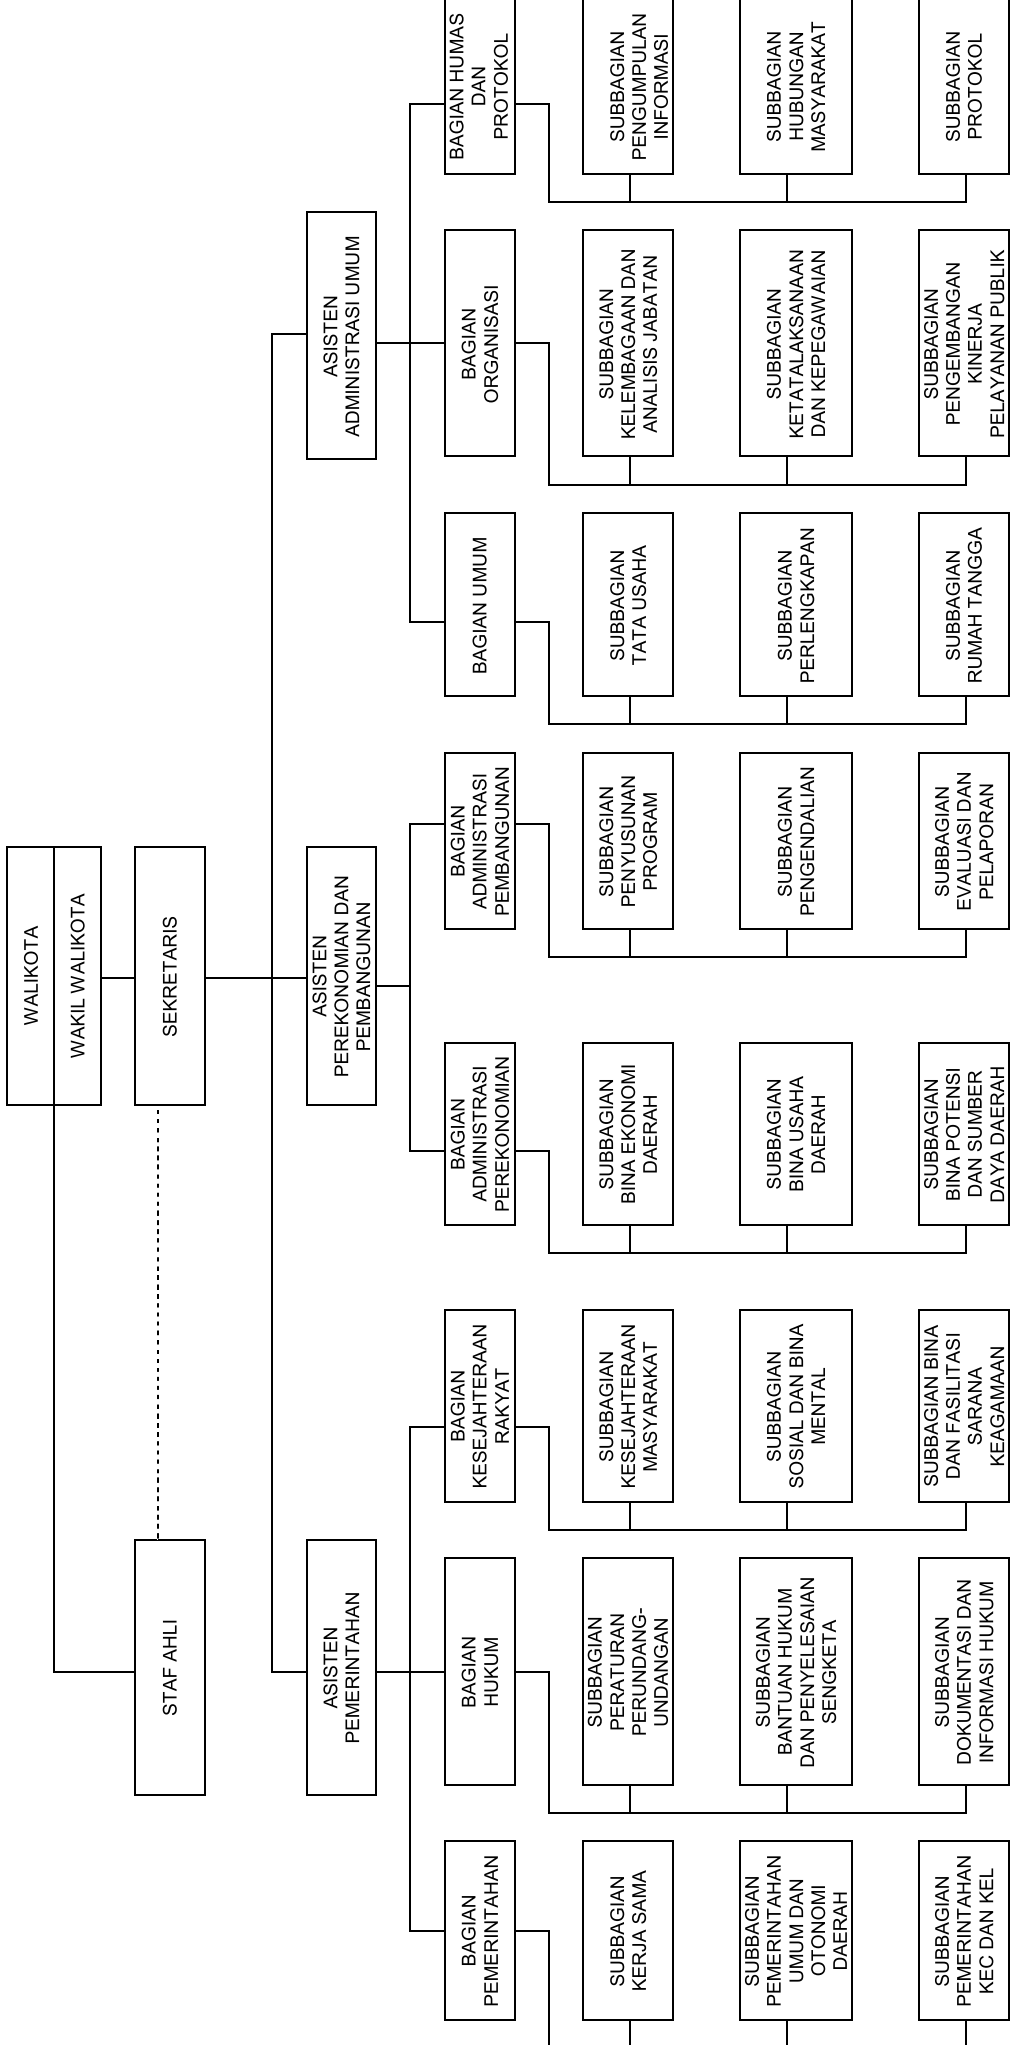 WALIKOTA
WAKIL WALIKOTA
STAF AHLI
SEKRETARIS
ASISTEN
PEMERINTAHAN
ASISTEN
PEREKONOMIAN DAN
PEMBANGUNAN
ASISTEN
ADMINISTRASI UMUM
BAGIAN
PEMERINTAHAN
BAGIAN
HUKUM
BAGIAN
KESEJAHTERAAN
RAKYAT
BAGIAN
ADMINISTRASI
PEREKONOMIAN
BAGIAN
ADMINISTRASI
PEMBANGUNAN
BAGIAN UMUM
BAGIAN
ORGANISASI
BAGIAN HUMAS
DAN
PROTOKOL
SUBBAGIAN
KERJA SAMA
SUBBAGIAN
PERATURAN
PERUNDANG-
UNDANGAN
SUBBAGIAN
KESEJAHTERAAN
MASYARAKAT
SUBBAGIAN
BINA EKONOMI
DAERAH
SUBBAGIAN
PENYUSUNAN
PROGRAM
SUBBAGIAN
TATA USAHA
SUBBAGIAN
KELEMBAGAAN DAN
ANALISIS JABATAN
SUBBAGIAN
PENGUMPULAN
INFORMASI
SUBBAGIAN
PEMERINTAHAN
UMUM DAN
OTONOMI
DAERAH
SUBBAGIAN
BANTUAN HUKUM
DAN PENYELESAIAN
SENGKETA
SUBBAGIAN
SOSIAL DAN BINA
MENTAL
SUBBAGIAN
BINA USAHA
DAERAH
SUBBAGIAN
PENGENDALIAN
SUBBAGIAN
PERLENGKAPAN
SUBBAGIAN
KETATALAKSANAAN
DAN KEPEGAWAIAN
SUBBAGIAN
HUBUNGAN
MASYARAKAT
SUBBAGIAN
PEMERINTAHAN
KEC DAN KEL
SUBBAGIAN
DOKUMENTASI DAN
INFORMASI HUKUM
SUBBAGIAN BINA
DAN FASILITASI
SARANA
KEAGAMAAN
SUBBAGIAN
BINA POTENSI
DAN SUMBER
DAYA DAERAH
SUBBAGIAN
EVALUASI DAN
PELAPORAN
SUBBAGIAN
RUMAH TANGGA
SUBBAGIAN
PENGEMBANGAN
KINERJA
PELAYANAN PUBLIK
SUBBAGIAN
PROTOKOL